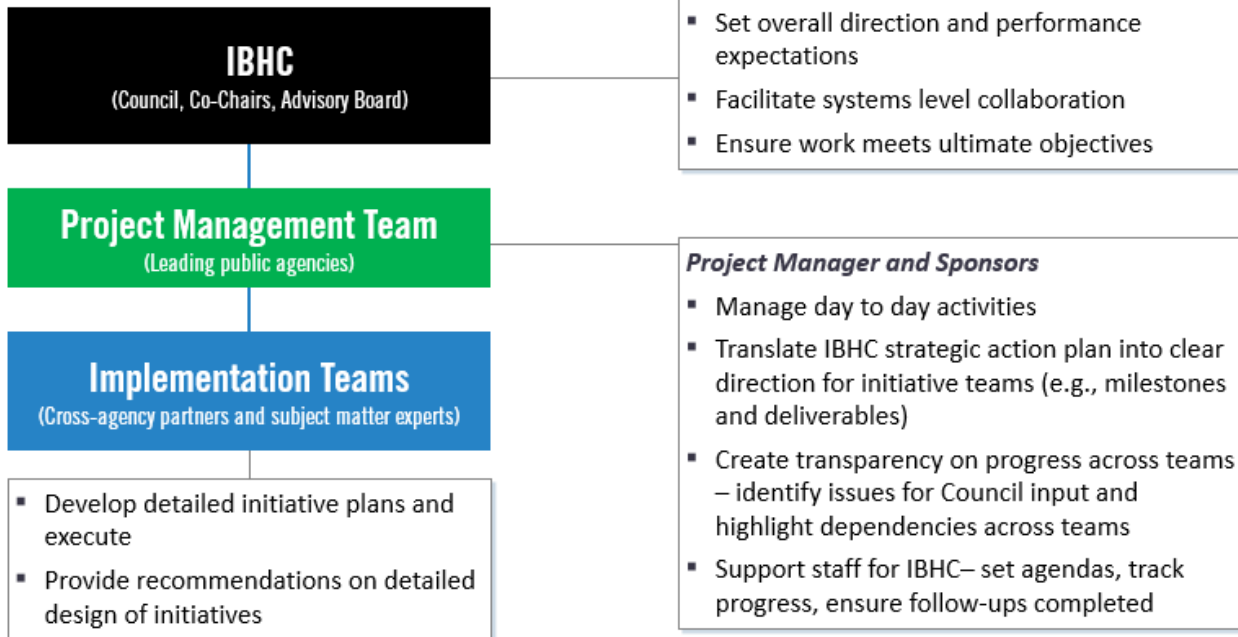 IBHC
(Council, Co-Chairs, Advisory Board)
▪ Set overall direction and performance
expectations
▪ Facilitate systems level collaboration
▪ Ensure work meets ultimate objectives
Project Management Team
(Leading public agencies)
Project Manager and Sponsors
▪ Manage day to day activities
▪ Translate IBHC strategic action plan into clear
direction for initiative teams (e.g., milestones
and deliverables)
▪ Create transparency on progress across teams
– identify issues for Council input and
highlight dependencies across teams
▪ Support staff for IBHC– set agendas, track
progress, ensure follow-ups completed
Implementation Teams
(Cross-agency partners and subject matter experts)
▪ Develop detailed initiative plans and
execute
▪ Provide recommendations on detailed
design of initiatives